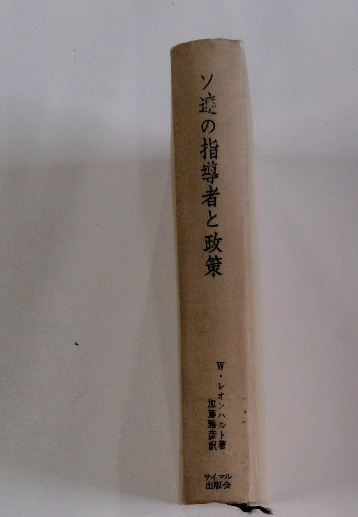 ソ連の指導者と政策
W・レオンハルト著
加藤雅彦訳
サイマル
出版会